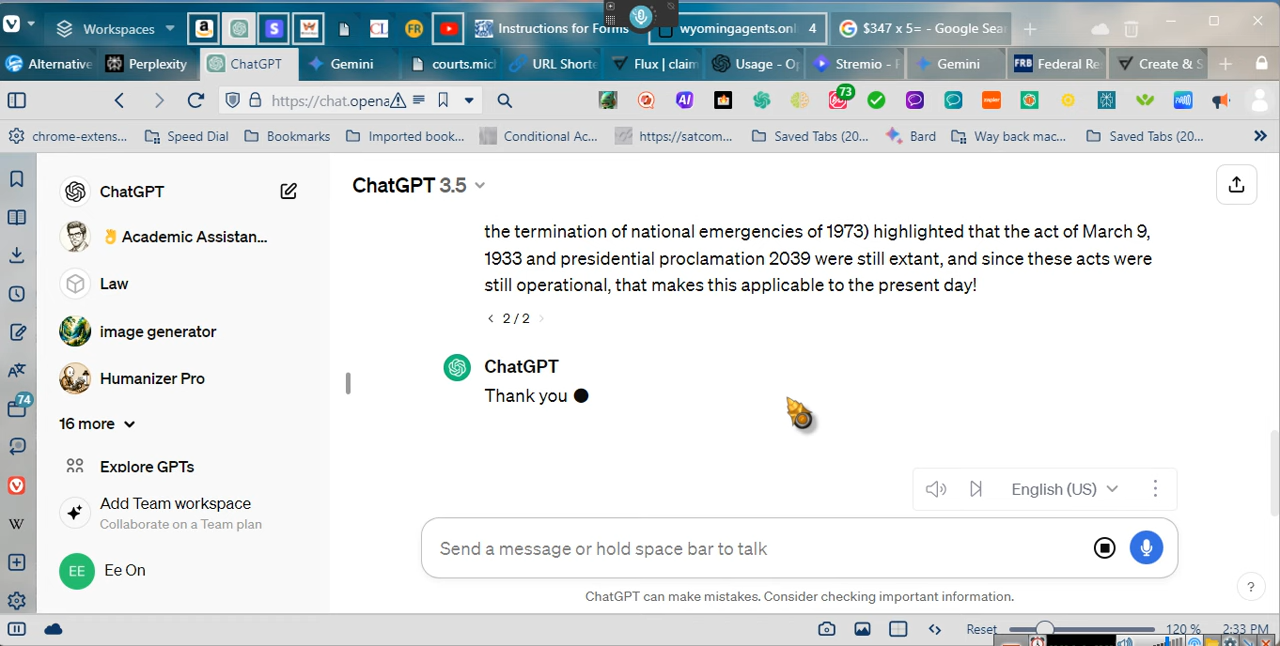 Workspaces
S
CL
FR
Instructions for Forms
wyomingagents.onl 4
$347 x 5= - Google Sea
Alternative
Perplexity
ChatGPT
Gemini
courts.mic
URL Shorte
Flux | claim
Usage - Op
Stremio - F
Gemini
FRB Federal Re
Create & S
https://chat.opena
73
chrome-extens...
Speed Dial
Bookmarks
Imported book...
Conditional Ac...
https://satcom...
Saved Tabs (20...
Bard
Way back mac...
Saved Tabs (20...
74
W
ChatGPT
Academic Assistan...
Law
image generator
Humanizer Pro
16 more
Explore GPTs
Add Team workspace
Collaborate on a Team plan
EE Ee On
ChatGPT 3.5
the termination of national emergencies of 1973) highlighted that the act of March 9,
1933 and presidential proclamation 2039 were still extant, and since these acts were
still operational, that makes this applicable to the present day!
< 2 / 2 >
ChatGPT
Thank you
English (US)
Send a message or hold space bar to talk
ChatGPT can make mistakes. Consider checking important information.
?
Reset 120 % 2:33 PM